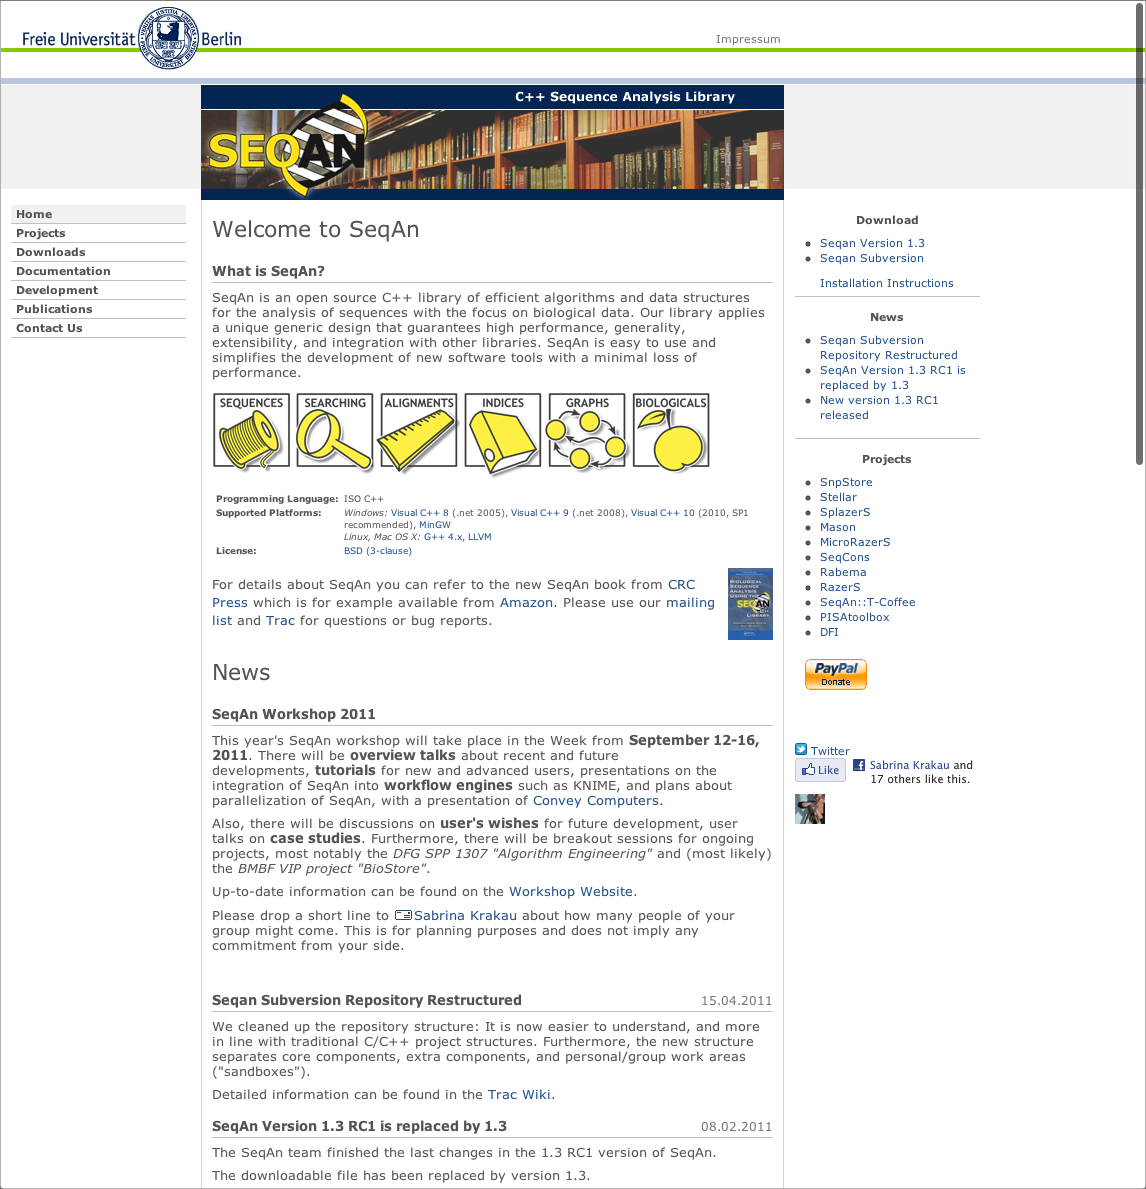 Freie Universität Berlin
Impressum
C++ Sequence Analysis Library
SEQAN
Home
Projects
Downloads
Documentation
Development
Publications
Contact Us
Welcome to SeqAn
What is SeqAn?
SeqAn is an open source C++ library of efficient algorithms and data structures
for the analysis of sequences with the focus on biological data. Our library applies
a unique generic design that guarantees high performance, generality,
extensibility, and integration with other libraries. SeqAn is easy to use and
simplifies the development of new software tools with a minimal loss of
performance.
SEQUENCES SEARCHING ALIGNMENTS INDICES GRAPHS BIOLOGICALS
Programming Language: ISO C++
Supported Platforms: Windows: Visual C++ 8 (.net 2005), Visual C++ 9 (.net 2008), Visual C++ 10 (2010, SP1
recommended), MinGW
Linux, Mac OS X: G++ 4.x, LLVM
License: BSD (3-clause)
For details about SeqAn you can refer to the new SeqAn book from CRC
Press which is for example available from Amazon. Please use our mailing
list and Trac for questions or bug reports.
BIOLOGICAL
SEQUENCE
ANALYSIS
USING THE
SEQAN
LIBRARY
News
SeqAn Workshop 2011
This year's SeqAn workshop will take place in the Week from September 12-16,
2011. There will be overview talks about recent and future
developments, tutorials for new and advanced users, presentations on the
integration of SeqAn into workflow engines such as KNIME, and plans about
parallelization of SeqAn, with a presentation of Convey Computers.
Also, there will be discussions on user's wishes for future development, user
talks on case studies. Furthermore, there will be breakout sessions for ongoing
projects, most notably the DFG SPP 1307 "Algorithm Engineering" and (most likely)
the BMBF VIP project "BioStore".
Up-to-date information can be found on the Workshop Website.
Please drop a short line to Sabrina Krakau about how many people of your
group might come. This is for planning purposes and does not imply any
commitment from your side.
Seqan Subversion Repository Restructured 15.04.2011
We cleaned up the repository structure: It is now easier to understand, and more
in line with traditional C/C++ project structures. Furthermore, the new structure
separates core components, extra components, and personal/group work areas
("sandboxes").
Detailed information can be found in the Trac Wiki.
SeqAn Version 1.3 RC1 is replaced by 1.3 08.02.2011
The SeqAn team finished the last changes in the 1.3 RC1 version of SeqAn.
The downloadable file has been replaced by version 1.3.
Download
Seqan Version 1.3
Seqan Subversion
Installation Instructions
News
Seqan Subversion
Repository Restructured
SeqAn Version 1.3 RC1 is
replaced by 1.3
New version 1.3 RC1
released
Projects
SnpStore
Stellar
SplazerS
Mason
MicroRazerS
SeqCons
Rabema
RazerS
SeqAn::T-Coffee
PISAtoolbox
DFI
PayPal
Donate
Twitter
Like Sabrina Krakau and
17 others like this.